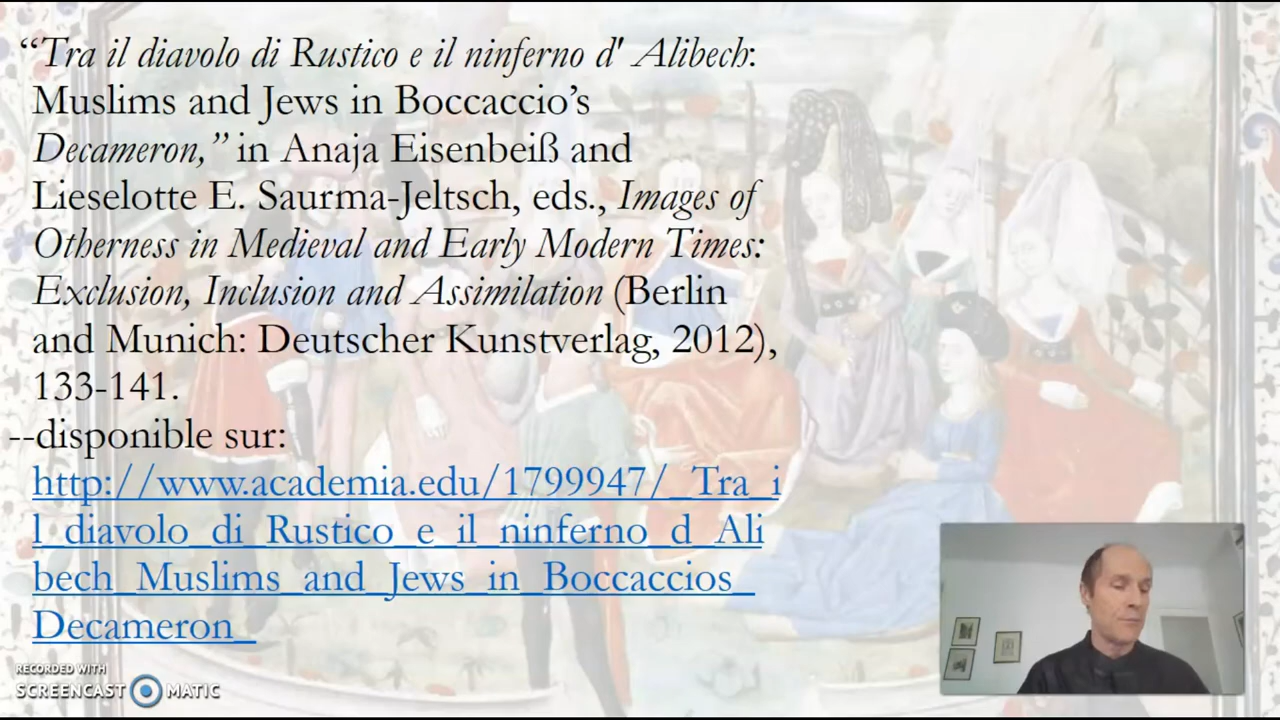 “Tra il diavolo di Rustico e il ninferno d' Alibech:
Muslims and Jews in Boccaccio’s
Decameron,” in Anaja Eisenbeiß and
Lieselotte E. Saurma-Jeltsch, eds., Images of
Otherness in Medieval and Early Modern Times:
Exclusion, Inclusion and Assimilation (Berlin
and Munich: Deutscher Kunstverlag, 2012),
133-141.
--disponible sur:
http://www.academia.edu/1799947/_Tra_i
l_diavolo_di_Rustico_e_il_ninferno_d_Ali
bech_Muslims_and_Jews_in_Boccaccios_
Decameron_
RECORDED WITH
SCREENCAST MATIC